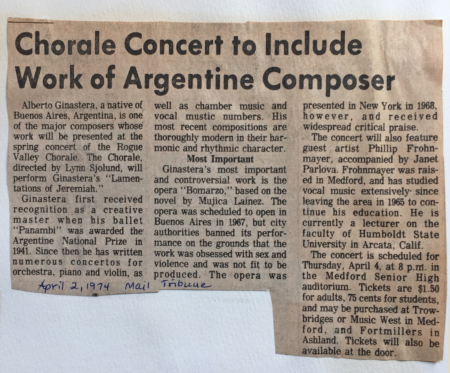 Chorale Concert to Include
Work of Argentine Composer
Alberto Ginastera, a native of
Buenos Aires, Argentina, is one
of the major composers whose
work will be presented at the
spring concert of the Rogue
Valley Chorale. The Chorale,
directed by Lynn Sjolund, will
perform Ginastera's "Lamen-
tations of Jeremiah."
Ginastera first received
recognition as a creative
master when his ballet
"Panambi" was awarded the
Argentine National Prize in
1941. Since then he has written
numerous concertos for
orchestra, piano and violin, as
well as chamber music and
vocal mustic numbers. His
most recent compositions are
thoroughly modern in their har-
monic and rhythmic character.
Most Important
Ginastera's most important
and controversial work is the
opera "Bomarzo," based on the
novel by Mujica Lainez. The
opera was scheduled to open in
Buenos Aires in 1967, but city
authorities banned its perfor-
mance on the grounds that the
work was obsessed with sex and
violence and was not fit to be
produced. The opera was
presented in New York in 1968,
however, and received
widespread critical praise.
The concert will also feature
guest artist Phillip Frohn-
mayer, accompanied by Janet
Parlova. Frohnmayer was rais-
ed in Medford, and has studied
vocal music extensively since
leaving the area in 1965 to con-
tinue his education. He is
currently a lecturer on the
faculty of Humboldt State
University in Arcata, Calif.
The concert is scheduled for
Thursday, April 4, at 8 p.m. in
the Medford Senior High
auditorium. Tickets are $1.50
for adults, 75 cents for students,
and may be purchased at Trow-
bridges or Music West in Med-
ford, and Fortmillers in
Ashland. Tickets will also be
available at the door.
April 2, 1974 Mail Tribune